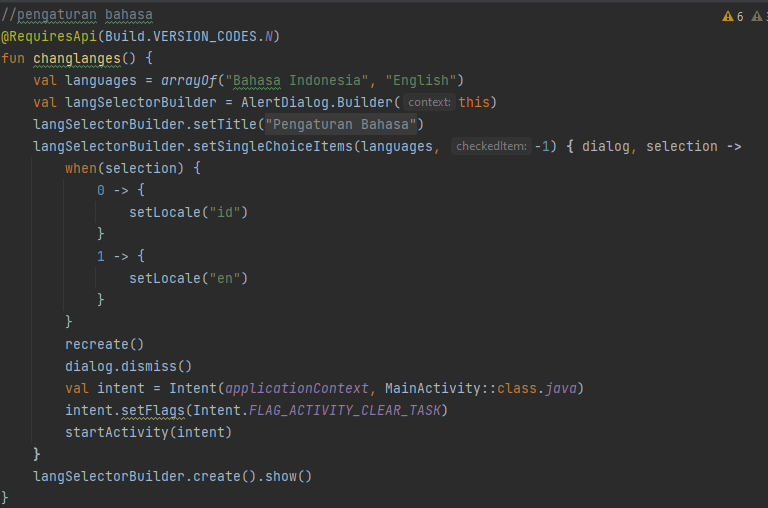 //pengaturan bahasa
6
@RequiresApi(Build.VERSION_CODES.N)
fun changlanges() {
    val languages = arrayOf("Bahasa Indonesia", "English")
    val langSelectorBuilder = AlertDialog.Builder( context: this)
    langSelectorBuilder.setTitle("Pengaturan Bahasa")
    langSelectorBuilder.setSingleChoiceItems(languages, checkedItem: -1) { dialog, selection ->
        when(selection) {
            0 -> {
                setLocale("id")
            }
            1 -> {
                setLocale("en")
            }
        }
        recreate()
        dialog.dismiss()
        val intent = Intent(applicationContext, MainActivity::class.java)
        intent.setFlags(Intent.FLAG_ACTIVITY_CLEAR_TASK)
        startActivity(intent)
    }
    langSelectorBuilder.create().show()
}